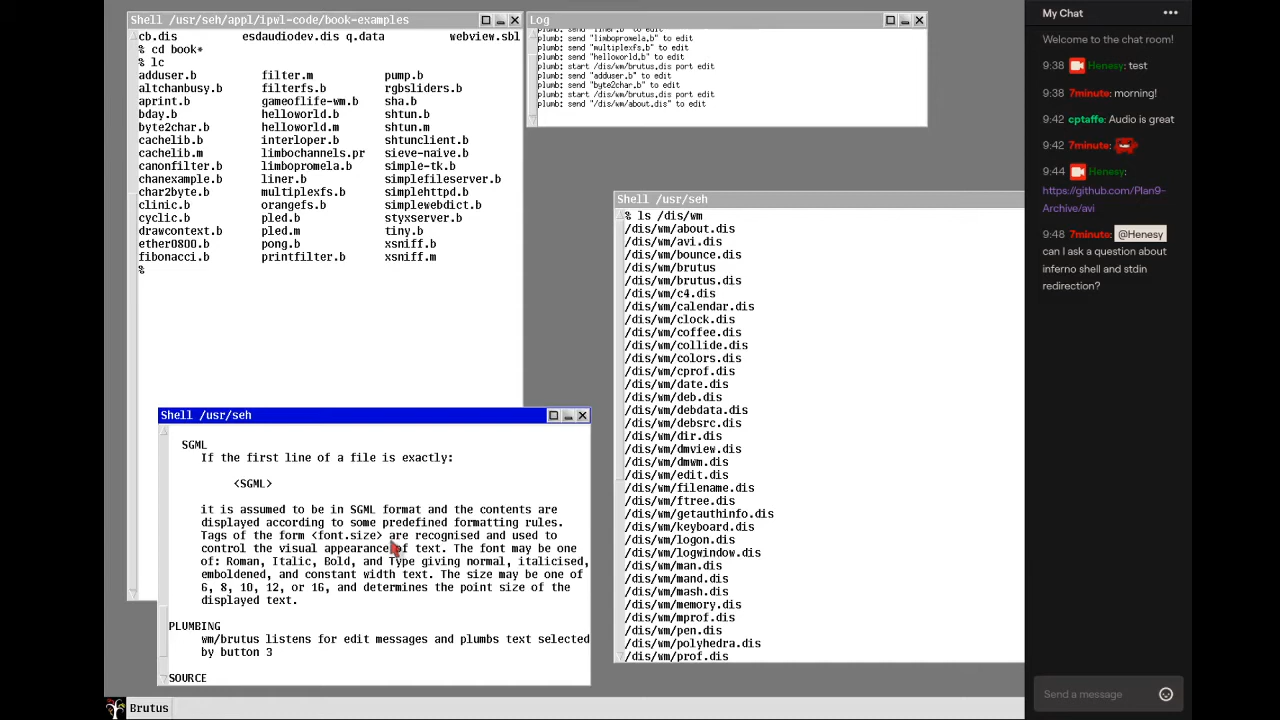 Shell /usr/seh/appl/ipwl-code/book-examples
cb.dis esdaudiodev.dis q.data webview.sbl
% cd book*
% lc
adduser.b filter.m pump.b
altchanbusy.b filterfs.b rgbsliders.b
aprint.b gameoflife-wm.b sha.b
bday.b helloworld.b shtun.b
byte2char.b helloworld.m shtun.m
cachelib.b interloper.b shtunclient.b
cachelib.m limbochannels.pr sieve-naive.b
canonfilter.b limbopromela.b simple-tk.b
chanexample.b liner.b simplefileserver.b
char2byte.b multiplexfs.b simplehttpd.b
clinic.b orangefs.b simplewebdict.b
cyclic.b pled.b styxserver.b
drawcontext.b pled.m tiny.b
ether0800.b pong.b xsniff.b
fibonacci.b printfilter.b xsniff.m
%
Log
plumb: send "liner.b" to edit
plumb: send "limbopromela.b" to edit
plumb: send "multiplexfs.b" to edit
plumb: send "helloworld.b" to edit
plumb: start /dis/wm/brutus.dis port edit
plumb: send "adduser.b" to edit
plumb: send "byte2char.b" to edit
plumb: start /dis/wm/brutus.dis port edit
plumb: send "/dis/wm/about.dis" to edit
Shell /usr/seh
% ls /dis/wm
/dis/wm/about.dis
/dis/wm/avi.dis
/dis/wm/bounce.dis
/dis/wm/brutus
/dis/wm/brutus.dis
/dis/wm/c4.dis
/dis/wm/calendar.dis
/dis/wm/clock.dis
/dis/wm/coffee.dis
/dis/wm/collide.dis
/dis/wm/colors.dis
/dis/wm/cprof.dis
/dis/wm/date.dis
/dis/wm/deb.dis
/dis/wm/debdata.dis
/dis/wm/debsrc.dis
/dis/wm/dir.dis
/dis/wm/dmview.dis
/dis/wm/dmwm.dis
/dis/wm/edit.dis
/dis/wm/filename.dis
/dis/wm/ftree.dis
/dis/wm/getauthinfo.dis
/dis/wm/keyboard.dis
/dis/wm/logon.dis
/dis/wm/logwindow.dis
/dis/wm/man.dis
/dis/wm/mand.dis
/dis/wm/mash.dis
/dis/wm/memory.dis
/dis/wm/mprof.dis
/dis/wm/pen.dis
/dis/wm/polyhedra.dis
/dis/wm/prof.dis
Shell /usr/seh
SGML
If the first line of a file is exactly:
<SGML>
it is assumed to be in SGML format and the contents are
displayed according to some predefined formatting rules.
Tags of the form <font.size> are recognised and used to
control the visual appearance of text. The font may be one
of: Roman, Italic, Bold, and Type giving normal, italicised,
emboldened, and constant width text. The size may be one of
6, 8, 10, 12, or 16, and determines the point size of the
displayed text.
PLUMBING
wm/brutus listens for edit messages and plumbs text selected
by button 3
SOURCE
Brutus
My Chat
Welcome to the chat room!
9:38 Henesy: test
9:38 7minute: morning!
9:42 cptaffe: Audio is great
9:42 7minute:
9:44 Henesy:
https://github.com/Plan9-
Archive/avi
9:48 7minute: @Henesy
can I ask a question about
inferno shell and stdin
redirection?
Send a message